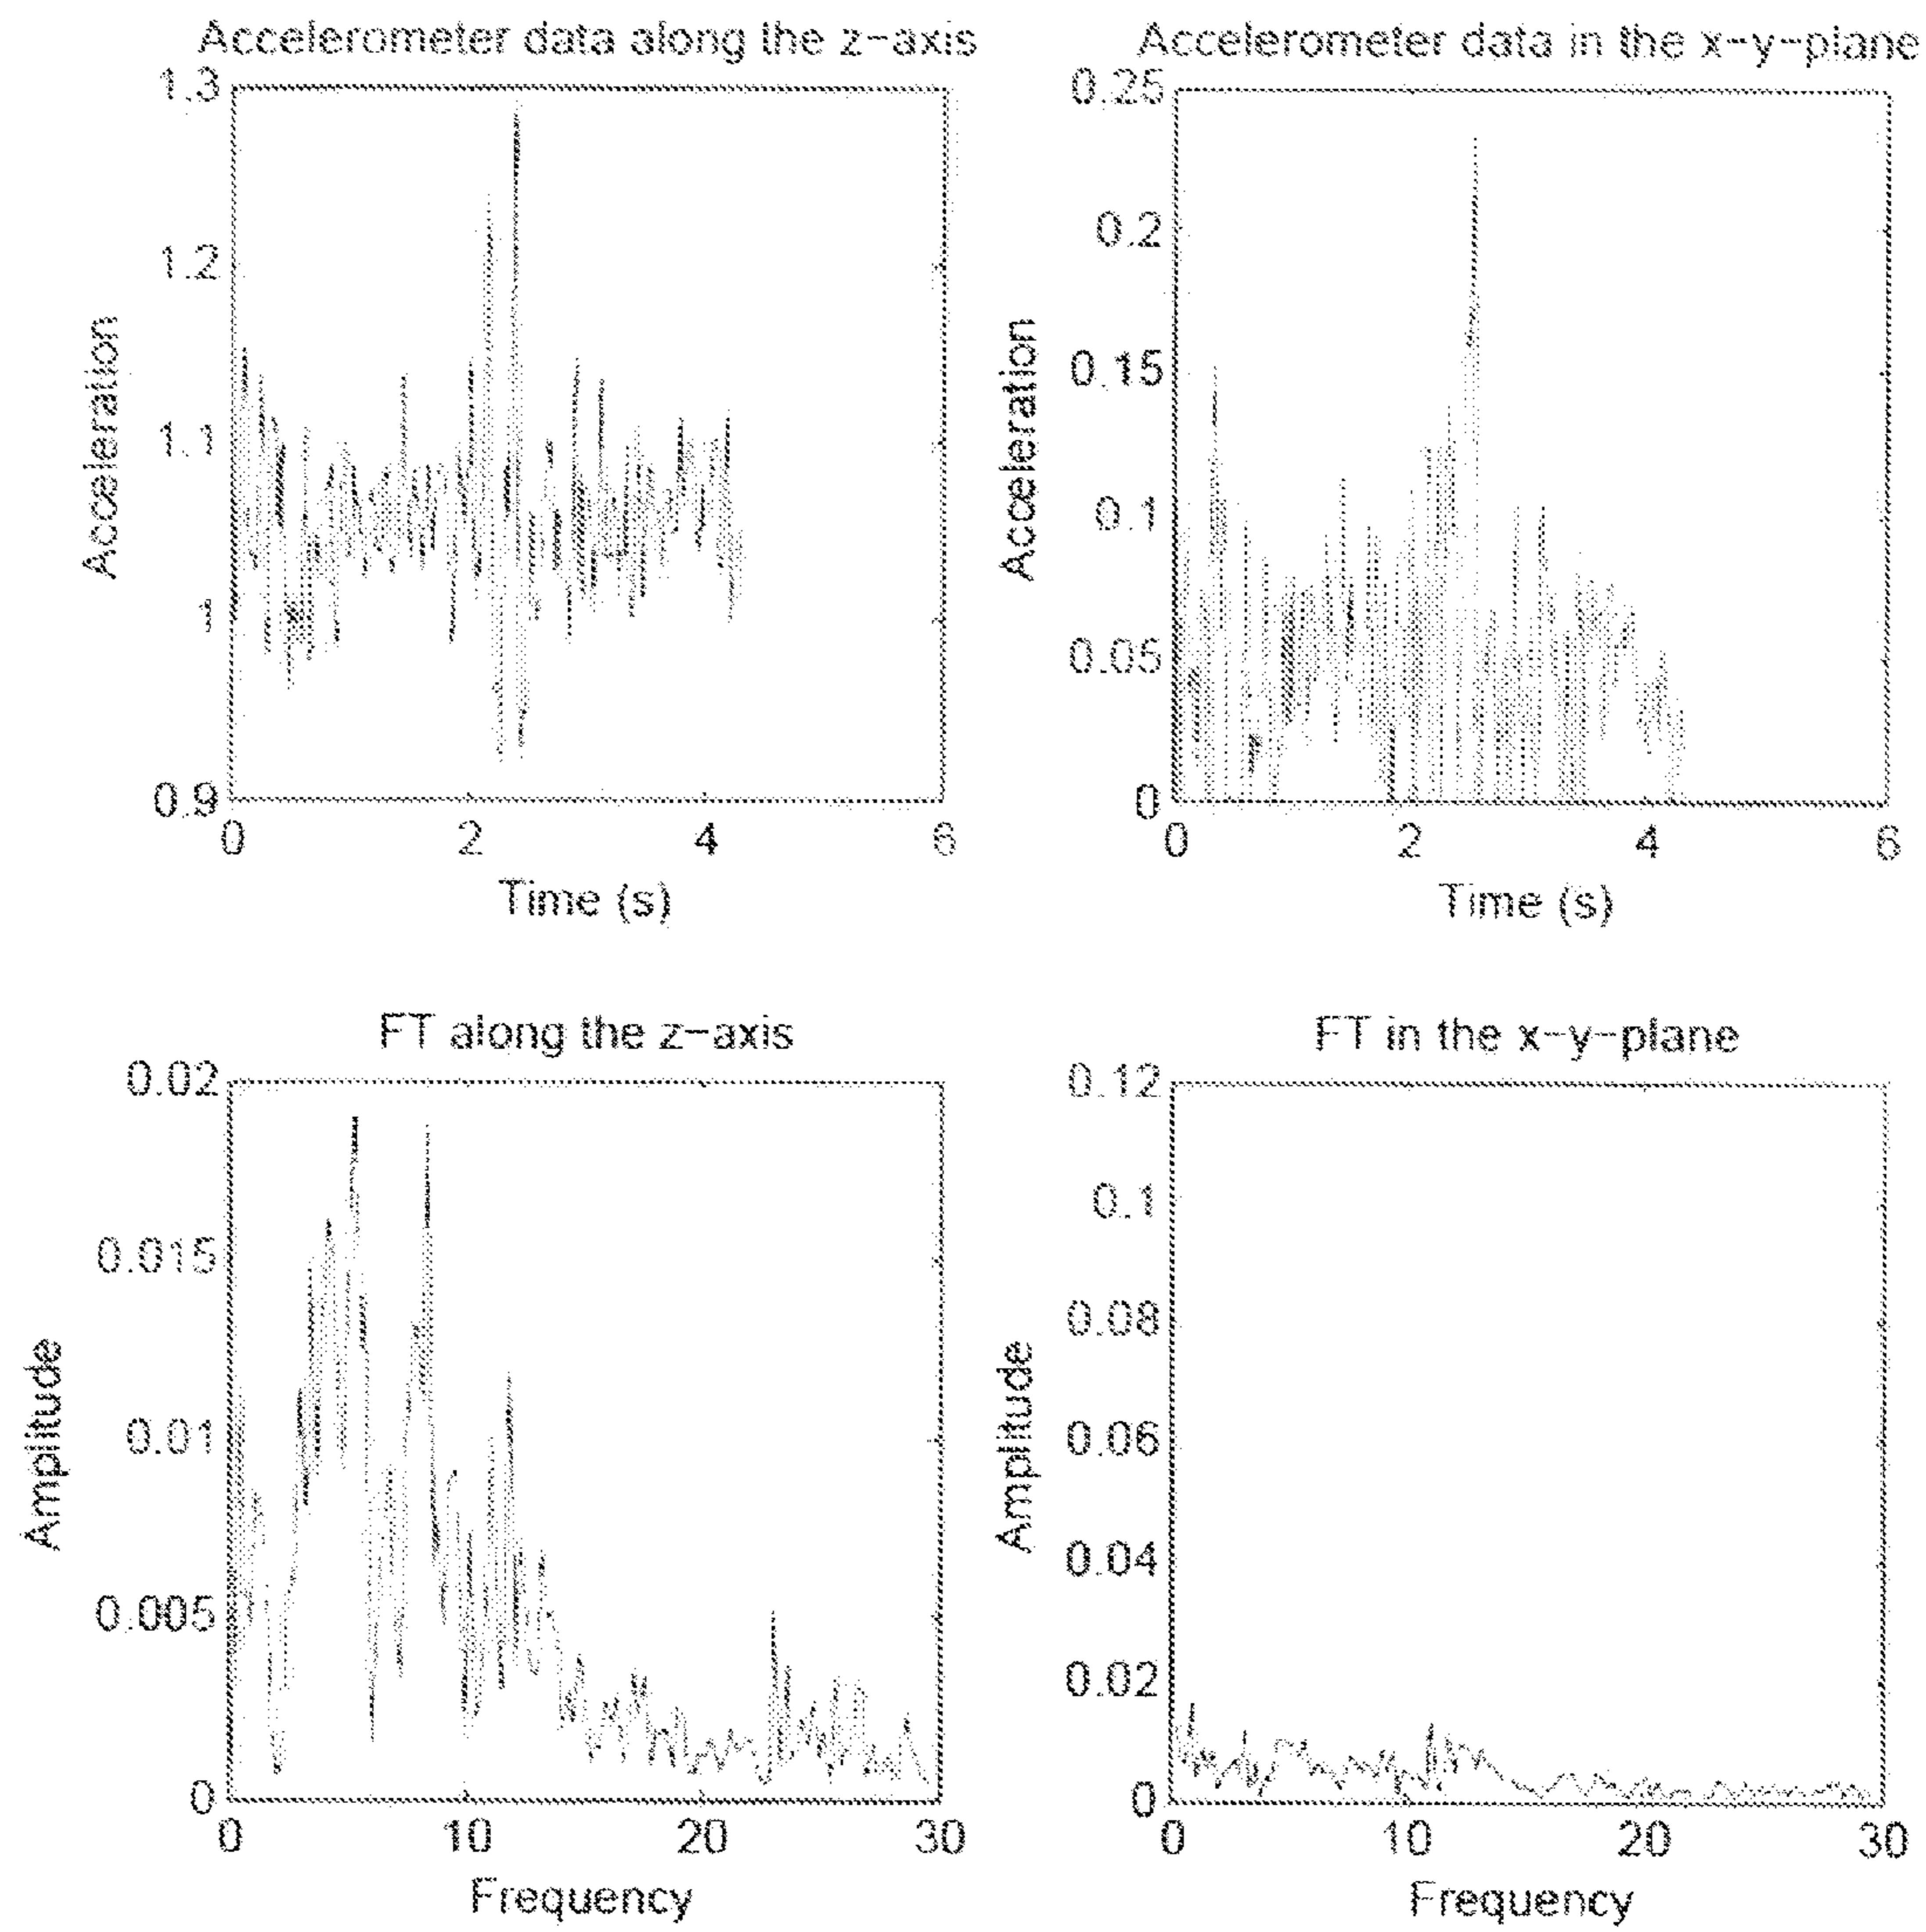 Accelerometer data along the z-axis
1.3
1.2
1.1
1
0.9
Acceleration
0 2 4 6
Time (s)
Accelerometer data in the x-y-plane
0.25
0.2
0.15
0.1
0.05
0
Acceleration
0 2 4 6
Time (s)
FT along the z-axis
0.02
0.015
0.01
0.005
0
Amplitude
0 10 20 30
Frequency
FT in the x-y-plane
0.12
0.1
0.08
0.06
0.04
0.02
0
Amplitude
0 10 20 30
Frequency